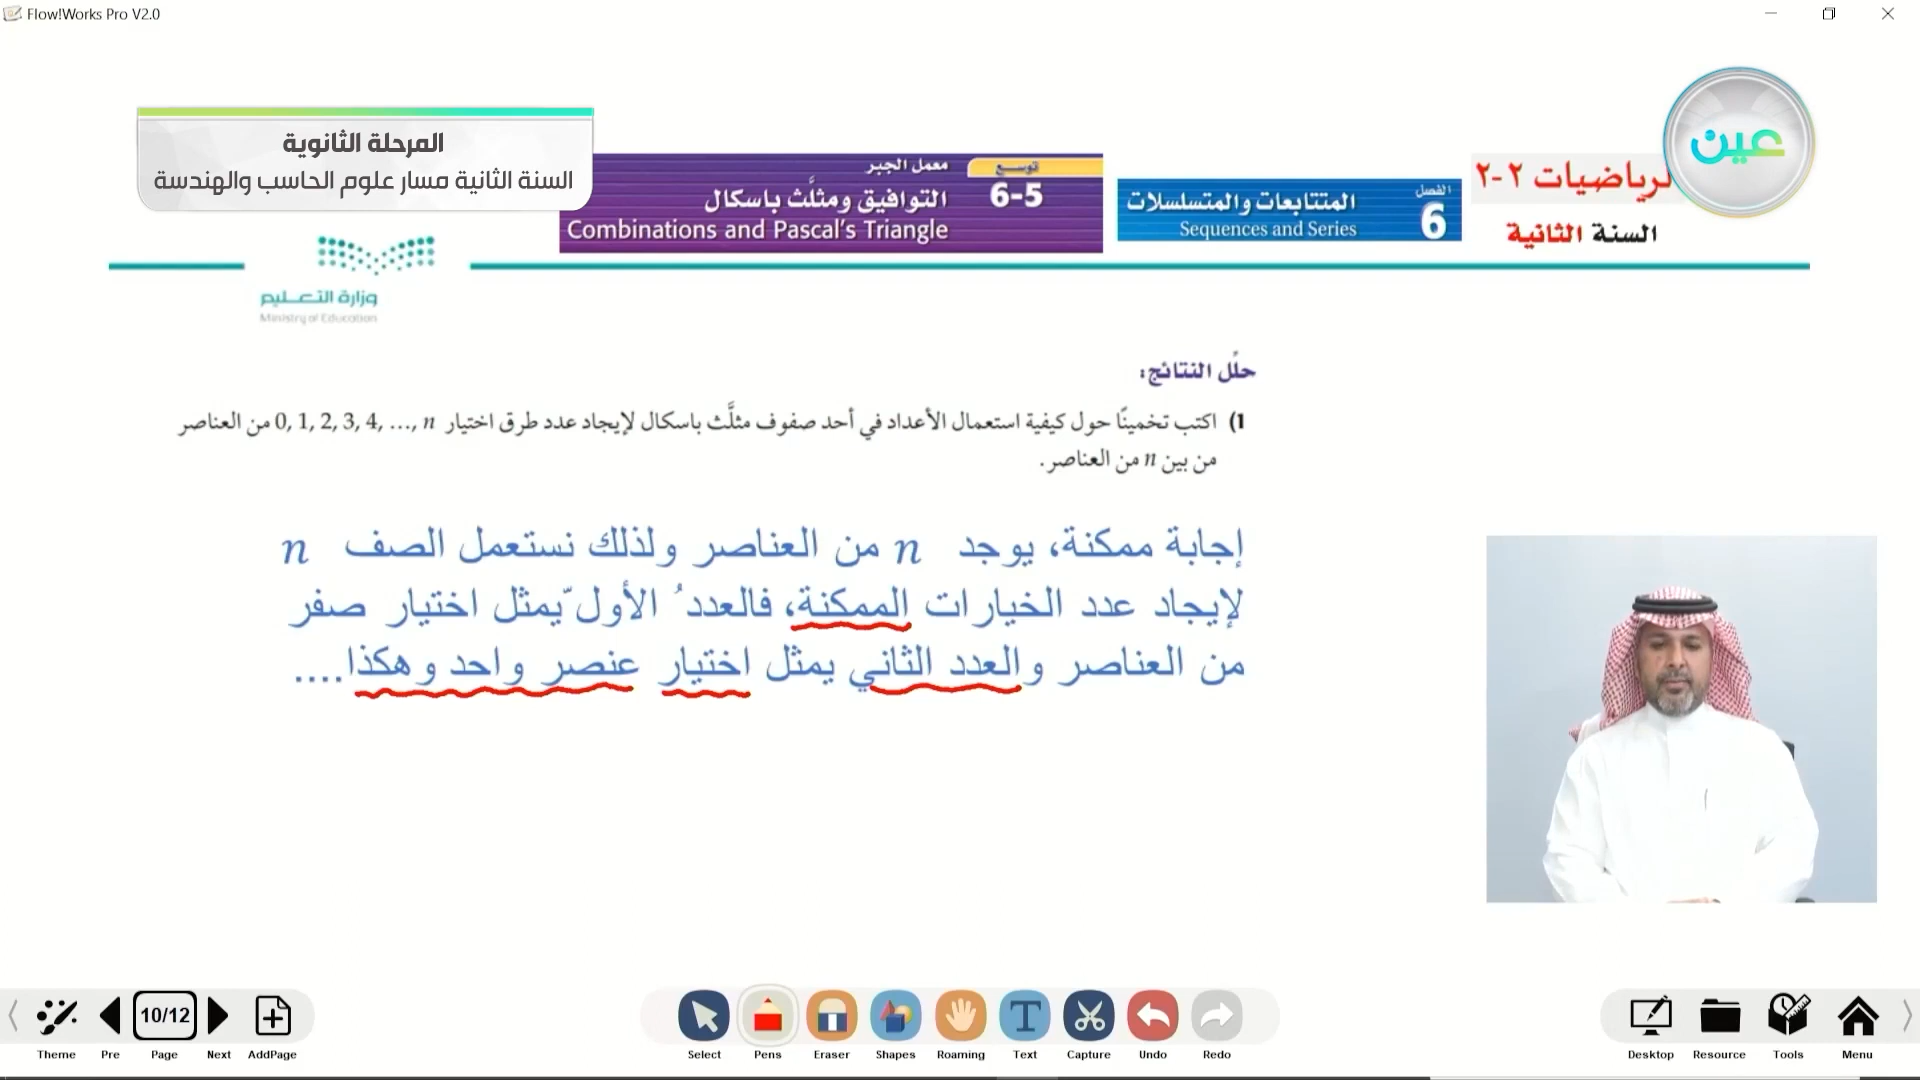 Flow!Works Pro V2.0
عين
المرحلة الثانوية
السنة الثانية مسار علوم الحاسب والهندسة
لرياضيات ٢-٢
السنة الثانية
الفصل
6
المتتابعات والمتسلسلات
Sequences and Series
توسع
6-5
معمل الجبر
التوافيق ومثلَّث باسكال
Combinations and Pascal's Triangle
وزارة التعليم
Ministry of Education
حلِّل النتائج:
1) اكتب تخمينًا حول كيفية استعمال الأعداد في أحد صفوف مثلَّث باسكال لإيجاد عدد طرق اختيار 0, 1, 2, 3, 4, …, n من العناصر
من بين n من العناصر.
إجابة ممكنة، يوجد n من العناصر ولذلك نستعمل الصف n
لإيجاد عدد الخيارات الممكنة، فالعددُ الأول ّيمثل اختيار صفر
من العناصر والعدد الثاني يمثل اختيار عنصر واحد وهكذا....
10/12
Theme Pre Page Next AddPage
Select Pens Eraser Shapes Roaming Text Capture Undo Redo
Desktop Resource Tools Menu